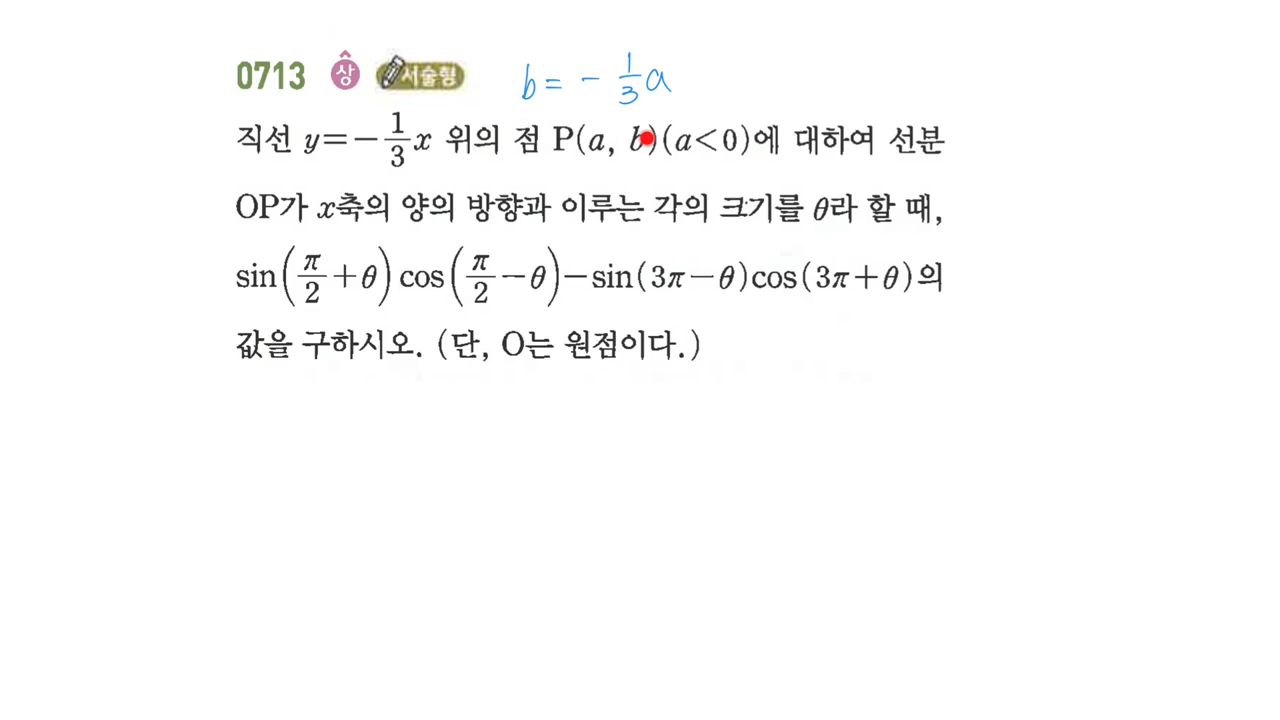 0713 상 서술형 b = - 1/3 a
직선 y=-1/3 x 위의 점 P(a, b)(a<0)에 대하여 선분
OP가 x축의 양의 방향과 이루는 각의 크기를 θ라 할 때,
sin(π/2+θ)cos(π/2-θ)-sin(3π-θ)cos(3π+θ)의
값을 구하시오. (단, O는 원점이다.)